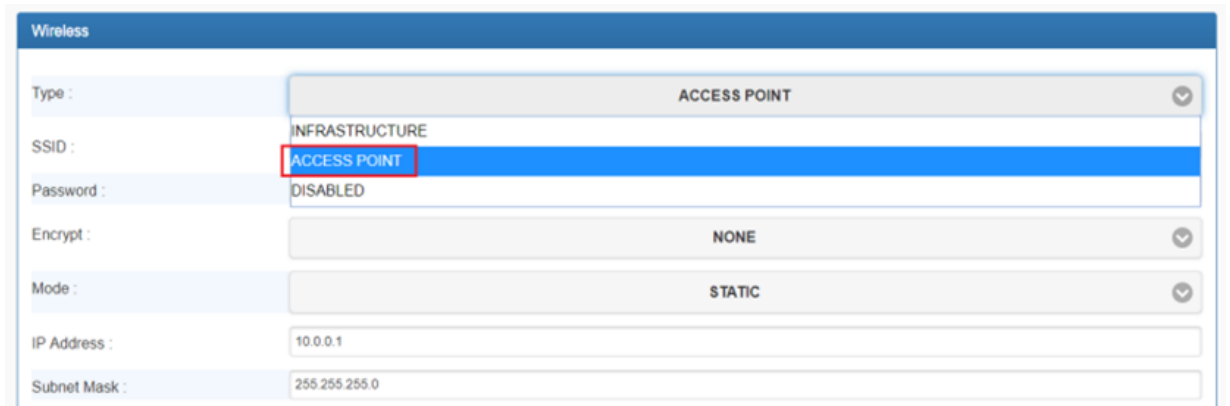 Wireless
Type : ACCESS POINT
INFRASTRUCTURE
SSID :
ACCESS POINT
Password : DISABLED
Encrypt : NONE
Mode : STATIC
IP Address : 10.0.0.1
Subnet Mask : 255.255.255.0